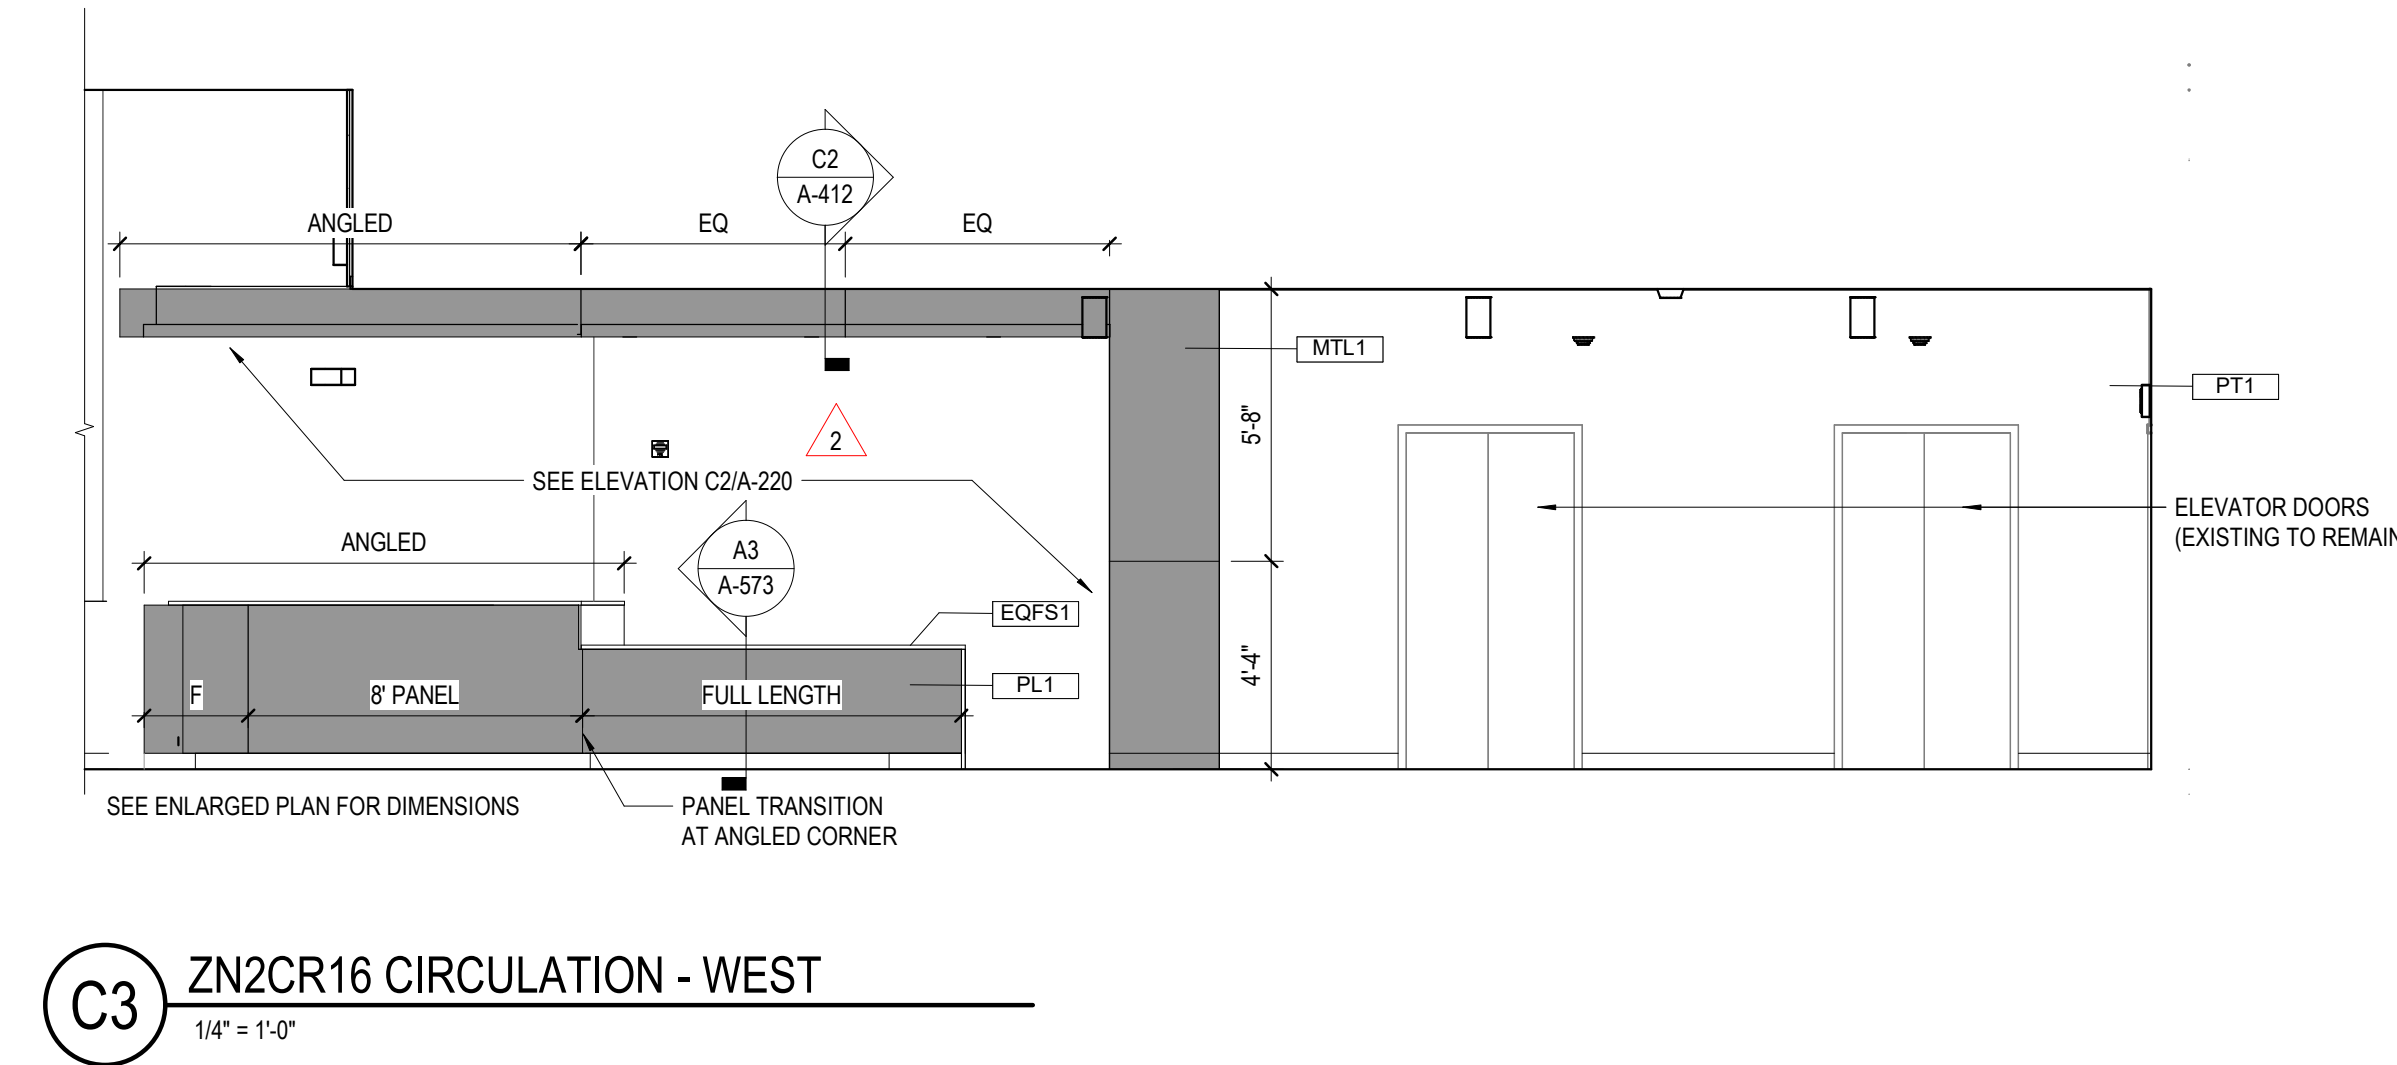 C2
A-412
ANGLED
EQ
EQ
MTL1
PT1
5'-8"
2
SEE ELEVATION C2/A-220
ELEVATOR DOORS
(EXISTING TO REMAIN
ANGLED
A3
A-573
EQFS1
4'-4"
F
8' PANEL
FULL LENGTH
PL1
SEE ENLARGED PLAN FOR DIMENSIONS
PANEL TRANSITION
AT ANGLED CORNER
C3
ZN2CR16 CIRCULATION - WEST
1/4" = 1'-0"